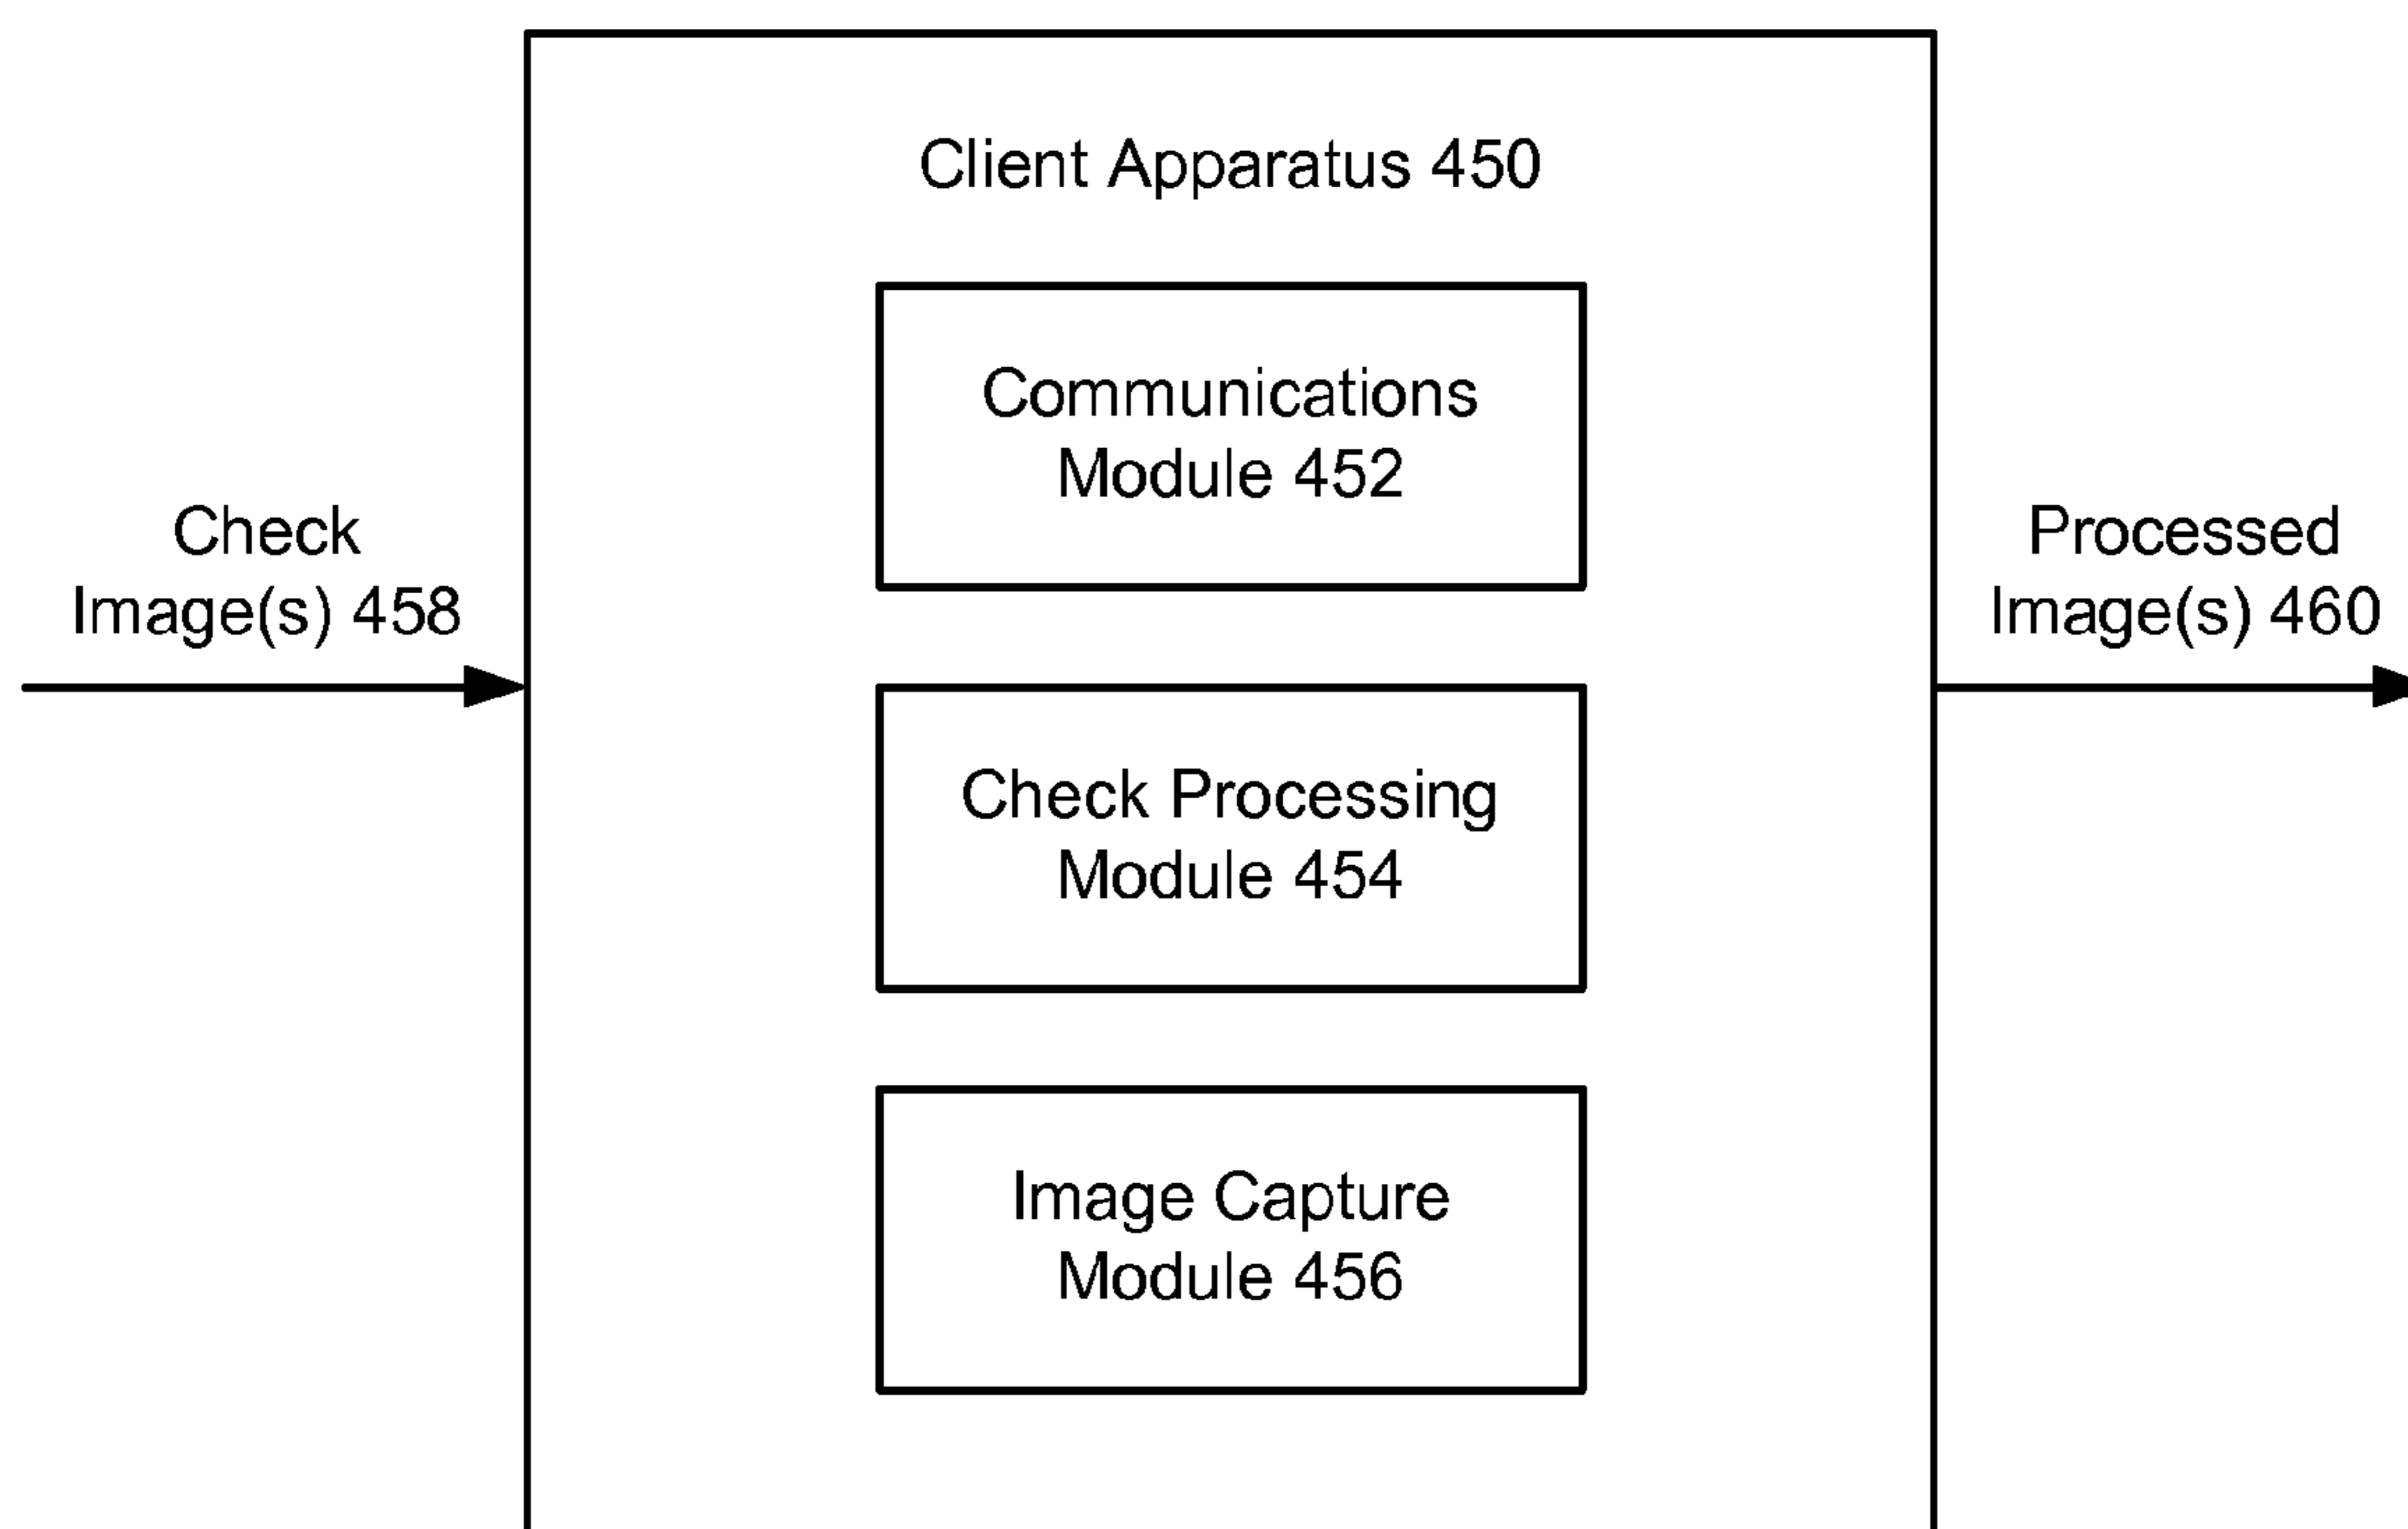 Client Apparatus 450
Communications
Module 452
Check
Image(s) 458
Processed
Image(s) 460
Check Processing
Module 454
Image Capture
Module 456